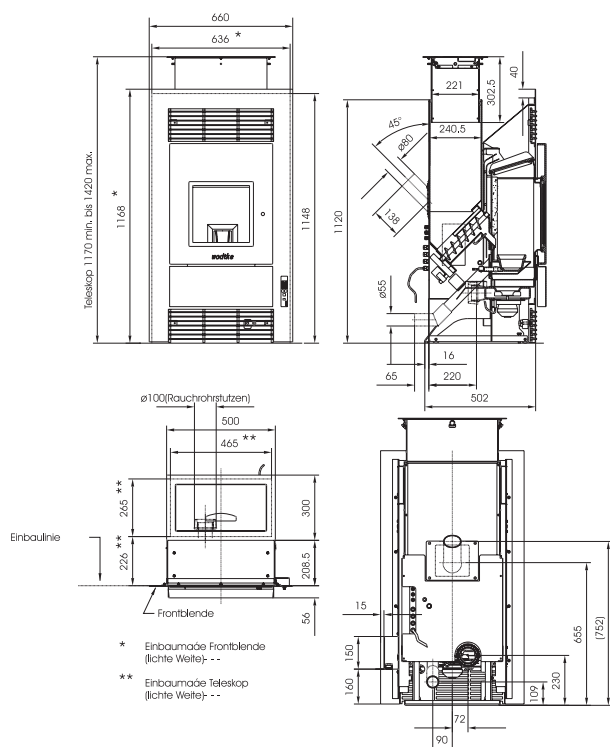 660
636 *
Teleskop 1170 min. bis 1420 max.
1168 *
1148
wodtke
221
302.5
40
45°
240.5
ø80
138
1120
ø55
16
65
220
502
ø100(Rauchrohrstutzen)
500
465 **
265 **
300
226 **
208.5
56
Einbaulinie
Frontblende
* Einbaumaáe Frontblende
(lichte Weite)- - -
** Einbaumaáe Teleskop
(lichte Weite)- - -
15
150
160
655
(752)
230
109
72
90